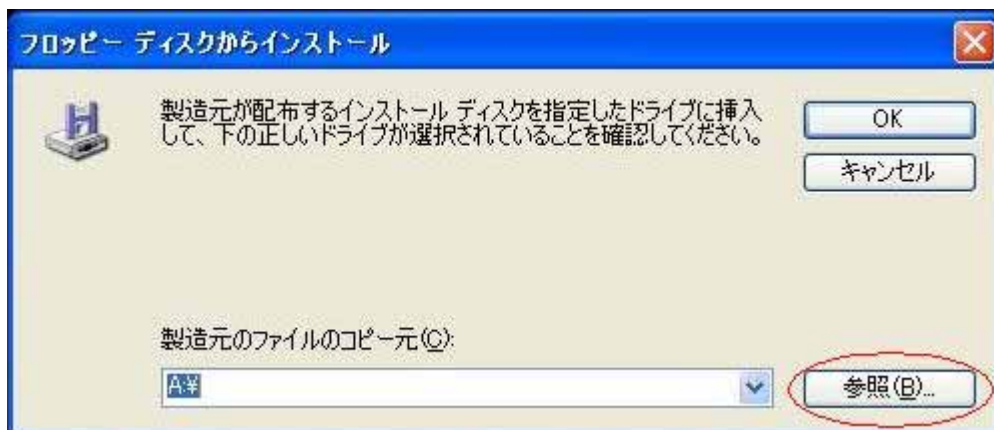 フロッピー ディスクからインストール
製造元が配布するインストール ディスクを指定したドライブに挿入
して、下の正しいドライブが選択されていることを確認してください。
OK
キャンセル
製造元のファイルのコピー元(C):
A:¥
参照(B)...